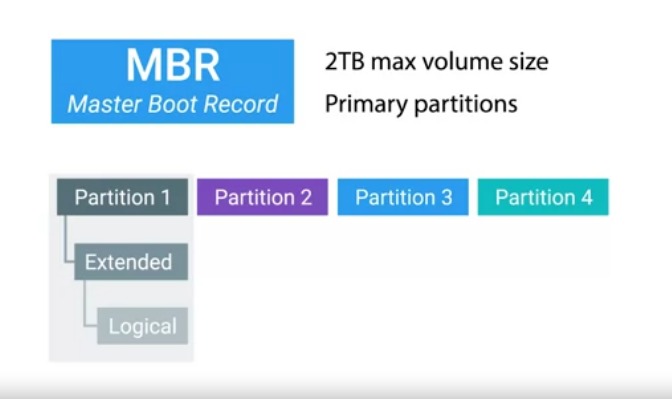 MBR
Master Boot Record
2TB max volume size
Primary partitions
Partition 1
Partition 2
Partition 3
Partition 4
Extended
Logical